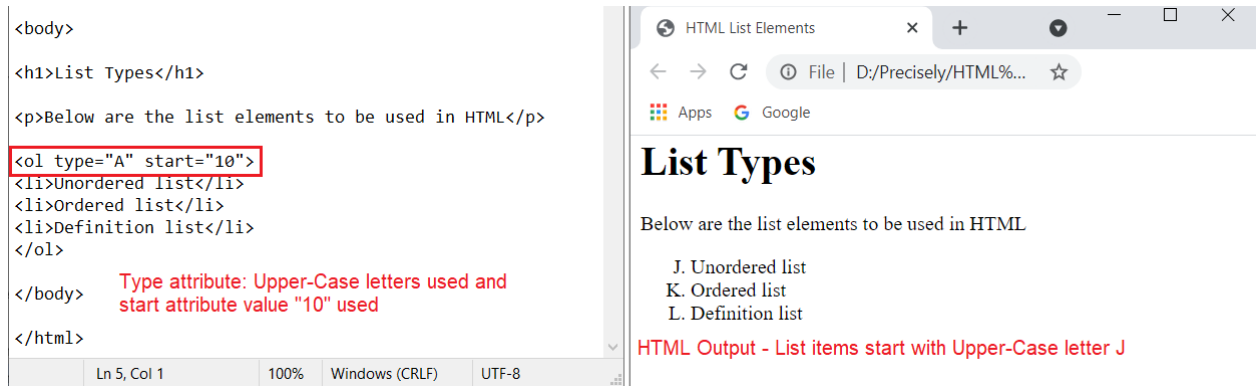 <body>
<h1>List Types</h1>
<p>Below are the list elements to be used in HTML</p>
<ol type="A" start="10">
<li>Unordered list</li>
<li>Ordered list</li>
<li>Definition list</li>
</ol>
</body>
Type attribute: Upper-Case letters used and
start attribute value "10" used
</html>
Ln 5, Col 1 100% Windows (CRLF) UTF-8
HTML List Elements
File | D:/Precisely/HTML%...
Apps Google
List Types
Below are the list elements to be used in HTML
J. Unordered list
K. Ordered list
L. Definition list
HTML Output - List items start with Upper-Case letter J